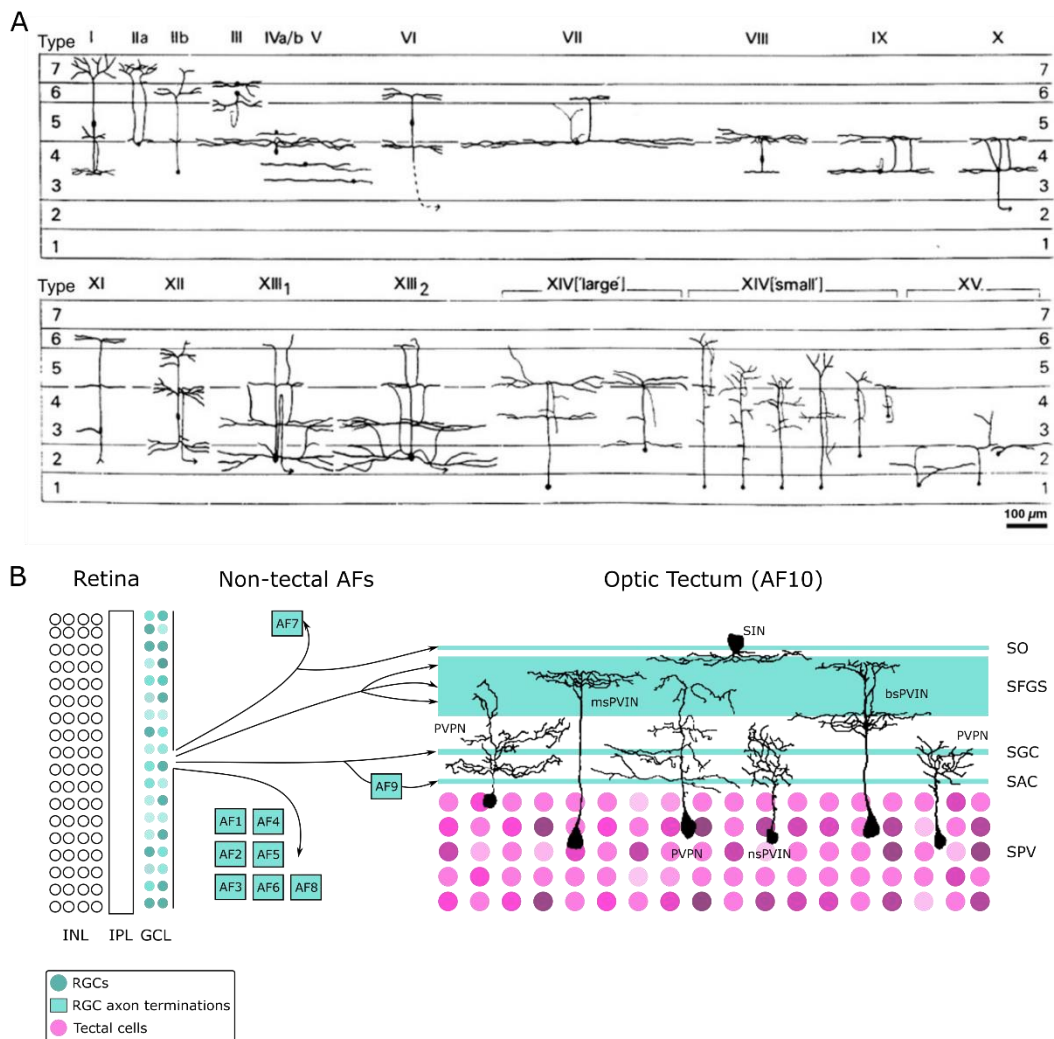 A
Type I IIa IIb III IVa/b V VI VII VIII IX X
7 7
6 6
5 5
4 4
3 3
2 2
1 1
Type XI XII XIII1 XIII2 XIV['large'] XIV['small'] XV
7 7
6 6
5 5
4 4
3 3
2 2
1 1
100 µm
B
Retina Non-tectal AFs Optic Tectum (AF10)
AF7
SIN
SO
SFGS
msPVIN bsPVIN
PVPN PVPN
SGC
AF9 SAC
AF1 AF4
AF2 AF5
PVPN nsPVIN SPV
AF3 AF6 AF8
INL IPL GCL
RGCs
RGC axon terminations
Tectal cells